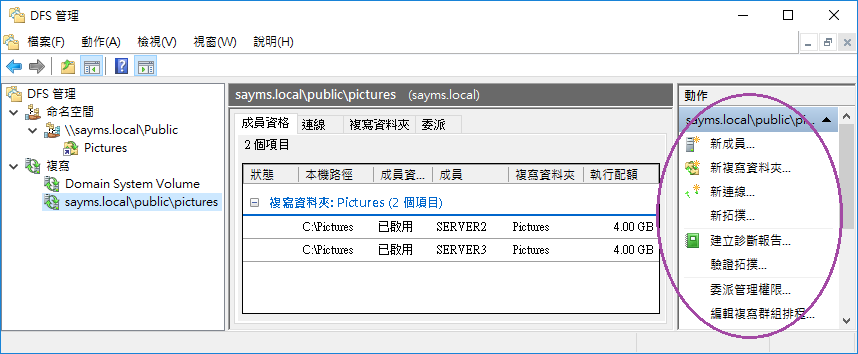 DFS 管理
檔案(F) 動作(A) 檢視(V) 視窗(W) 說明(H)
DFS 管理
命名空間
\\sayms.local\Public
Pictures
複寫
Domain System Volume
sayms.local\public\pictures
sayms.local\public\pictures (sayms.local)
成員資格 連線 複寫資料夾 委派
2 個項目
狀態 本機路徑 成員資... 成員 複寫資料夾 執行配額
複寫資料夾: Pictures (2 個項目)
C:\Pictures 已啟用 SERVER2 Pictures 4.00 GB
C:\Pictures 已啟用 SERVER3 Pictures 4.00 GB
動作
sayms.local\public\pi...
新成員...
新複寫資料夾...
新連線...
新拓撲...
建立診斷報告...
驗證拓撲...
委派管理權限...
編輯複寫群組排程...